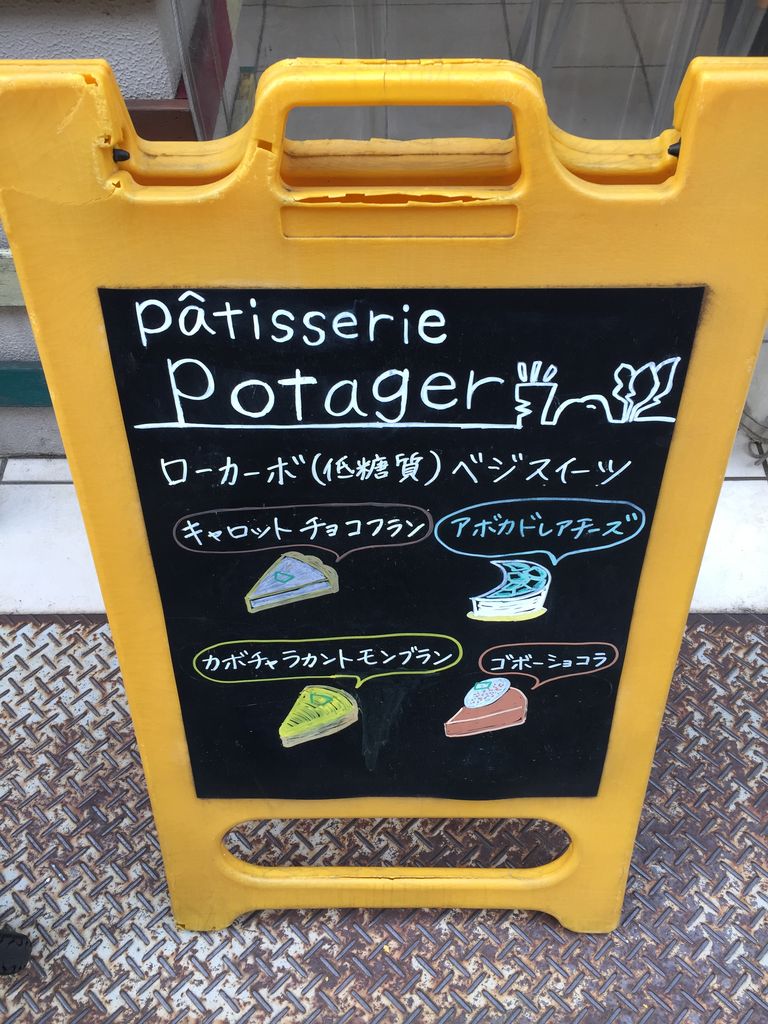 pâtisserie
Potager
ローカーボ(低糖質)ベジスイーツ
キャロットチョコフラン
アボカドレアチーズ
カボチャラカントモンブラン
ゴボーショコラ